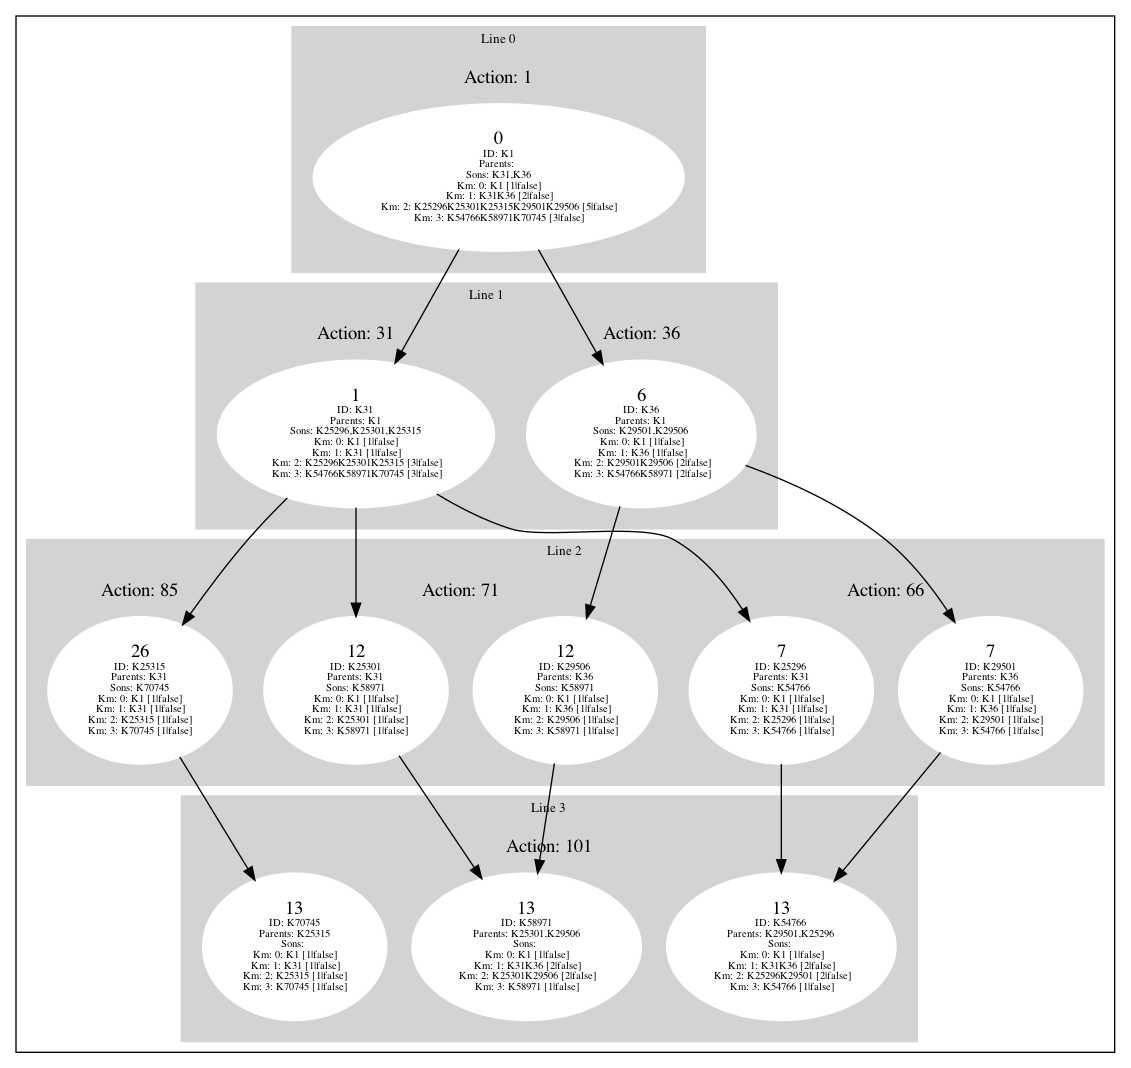 Line 0
Action: 1
0
ID: K1
Parents:
Sons: K31,K36
Km: 0: K1 [1|false]
Km: 1: K31K36 [2|false]
Km: 2: K25296K25301K25315K29501K29506 [5|false]
Km: 3: K54766K58971K70745 [3|false]
Line 1
Action: 31
1
ID: K31
Parents: K1
Sons: K25296,K25301,K25315
Km: 0: K1 [1|false]
Km: 1: K31 [1|false]
Km: 2: K25296K25301K25315 [3|false]
Km: 3: K54766K58971K70745 [3|false]
Action: 36
6
ID: K36
Parents: K1
Sons: K29501,K29506
Km: 0: K1 [1|false]
Km: 1: K36 [1|false]
Km: 2: K29501K29506 [2|false]
Km: 3: K54766K58971 [2|false]
Line 2
Action: 85
26
ID: K25315
Parents: K31
Sons: K70745
Km: 0: K1 [1|false]
Km: 1: K31 [1|false]
Km: 2: K25315 [1|false]
Km: 3: K70745 [1|false]
Action: 71
12
ID: K25301
Parents: K31
Sons: K58971
Km: 0: K1 [1|false]
Km: 1: K31 [1|false]
Km: 2: K25301 [1|false]
Km: 3: K58971 [1|false]
12
ID: K29506
Parents: K36
Sons: K58971
Km: 0: K1 [1|false]
Km: 1: K36 [1|false]
Km: 2: K29506 [1|false]
Km: 3: K58971 [1|false]
Action: 66
7
ID: K25296
Parents: K31
Sons: K54766
Km: 0: K1 [1|false]
Km: 1: K31 [1|false]
Km: 2: K25296 [1|false]
Km: 3: K54766 [1|false]
7
ID: K29501
Parents: K36
Sons: K54766
Km: 0: K1 [1|false]
Km: 1: K36 [1|false]
Km: 2: K29501 [1|false]
Km: 3: K54766 [1|false]
Line 3
Action: 101
13
ID: K70745
Parents: K25315
Sons:
Km: 0: K1 [1|false]
Km: 1: K31 [1|false]
Km: 2: K25315 [1|false]
Km: 3: K70745 [1|false]
13
ID: K58971
Parents: K25301,K29506
Sons:
Km: 0: K1 [1|false]
Km: 1: K31K36 [2|false]
Km: 2: K25301K29506 [2|false]
Km: 3: K58971 [1|false]
13
ID: K54766
Parents: K29501,K25296
Sons:
Km: 0: K1 [1|false]
Km: 1: K31K36 [2|false]
Km: 2: K25296K29501 [2|false]
Km: 3: K54766 [1|false]